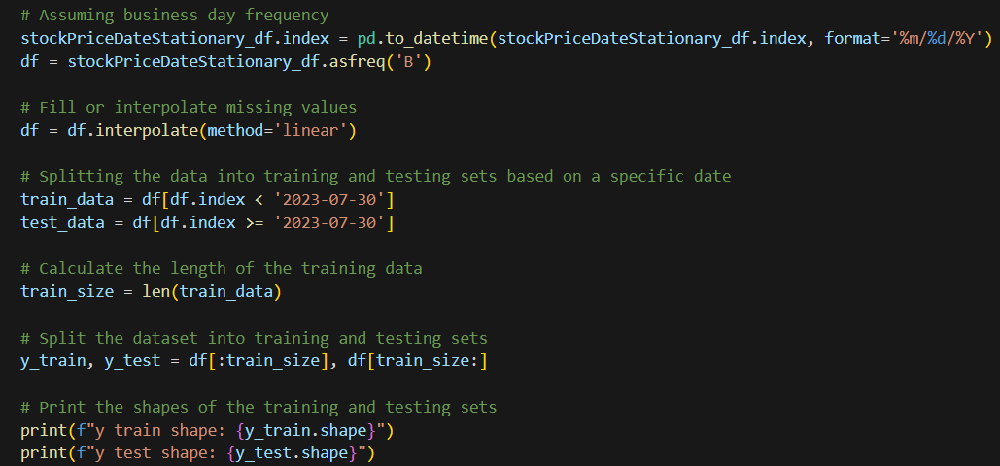 # Assuming business day frequency
stockPriceDateStationary_df.index = pd.to_datetime(stockPriceDateStationary_df.index, format='%m/%d/%Y')
df = stockPriceDateStationary_df.asfreq('B')
# Fill or interpolate missing values
df = df.interpolate(method='linear')
# Splitting the data into training and testing sets based on a specific date
train_data = df[df.index < '2023-07-30']
test_data = df[df.index >= '2023-07-30']
# Calculate the length of the training data
train_size = len(train_data)
# Split the dataset into training and testing sets
y_train, y_test = df[:train_size], df[train_size:]
# Print the shapes of the training and testing sets
print(f"y train shape: {y_train.shape}")
print(f"y test shape: {y_test.shape}")